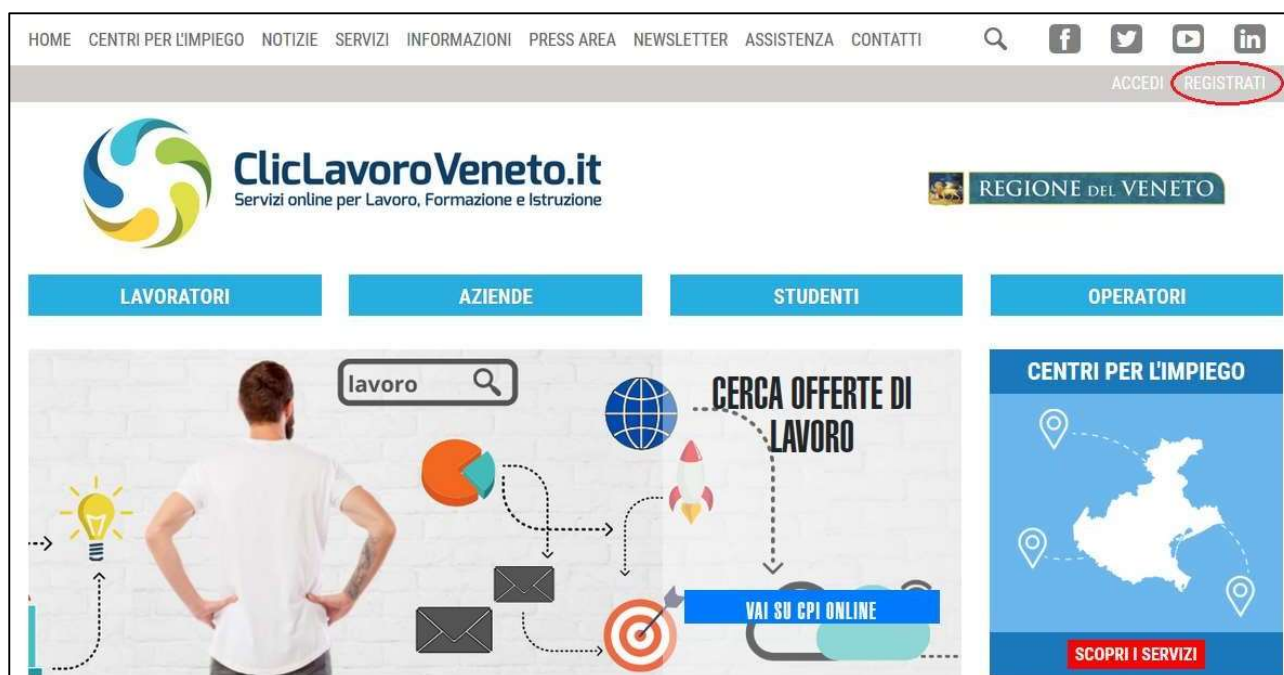 HOME CENTRI PER L'IMPIEGO NOTIZIE SERVIZI INFORMAZIONI PRESS AREA NEWSLETTER ASSISTENZA CONTATTI
ACCEDI REGISTRATI
ClicLavoroVeneto.it
Servizi online per Lavoro, Formazione e Istruzione
REGIONE DEL VENETO
LAVORATORI AZIENDE STUDENTI OPERATORI
lavoro
CERCA OFFERTE DI
LAVORO
VAI SU CPI ONLINE
CENTRI PER L'IMPIEGO
SCOPRI I SERVIZI